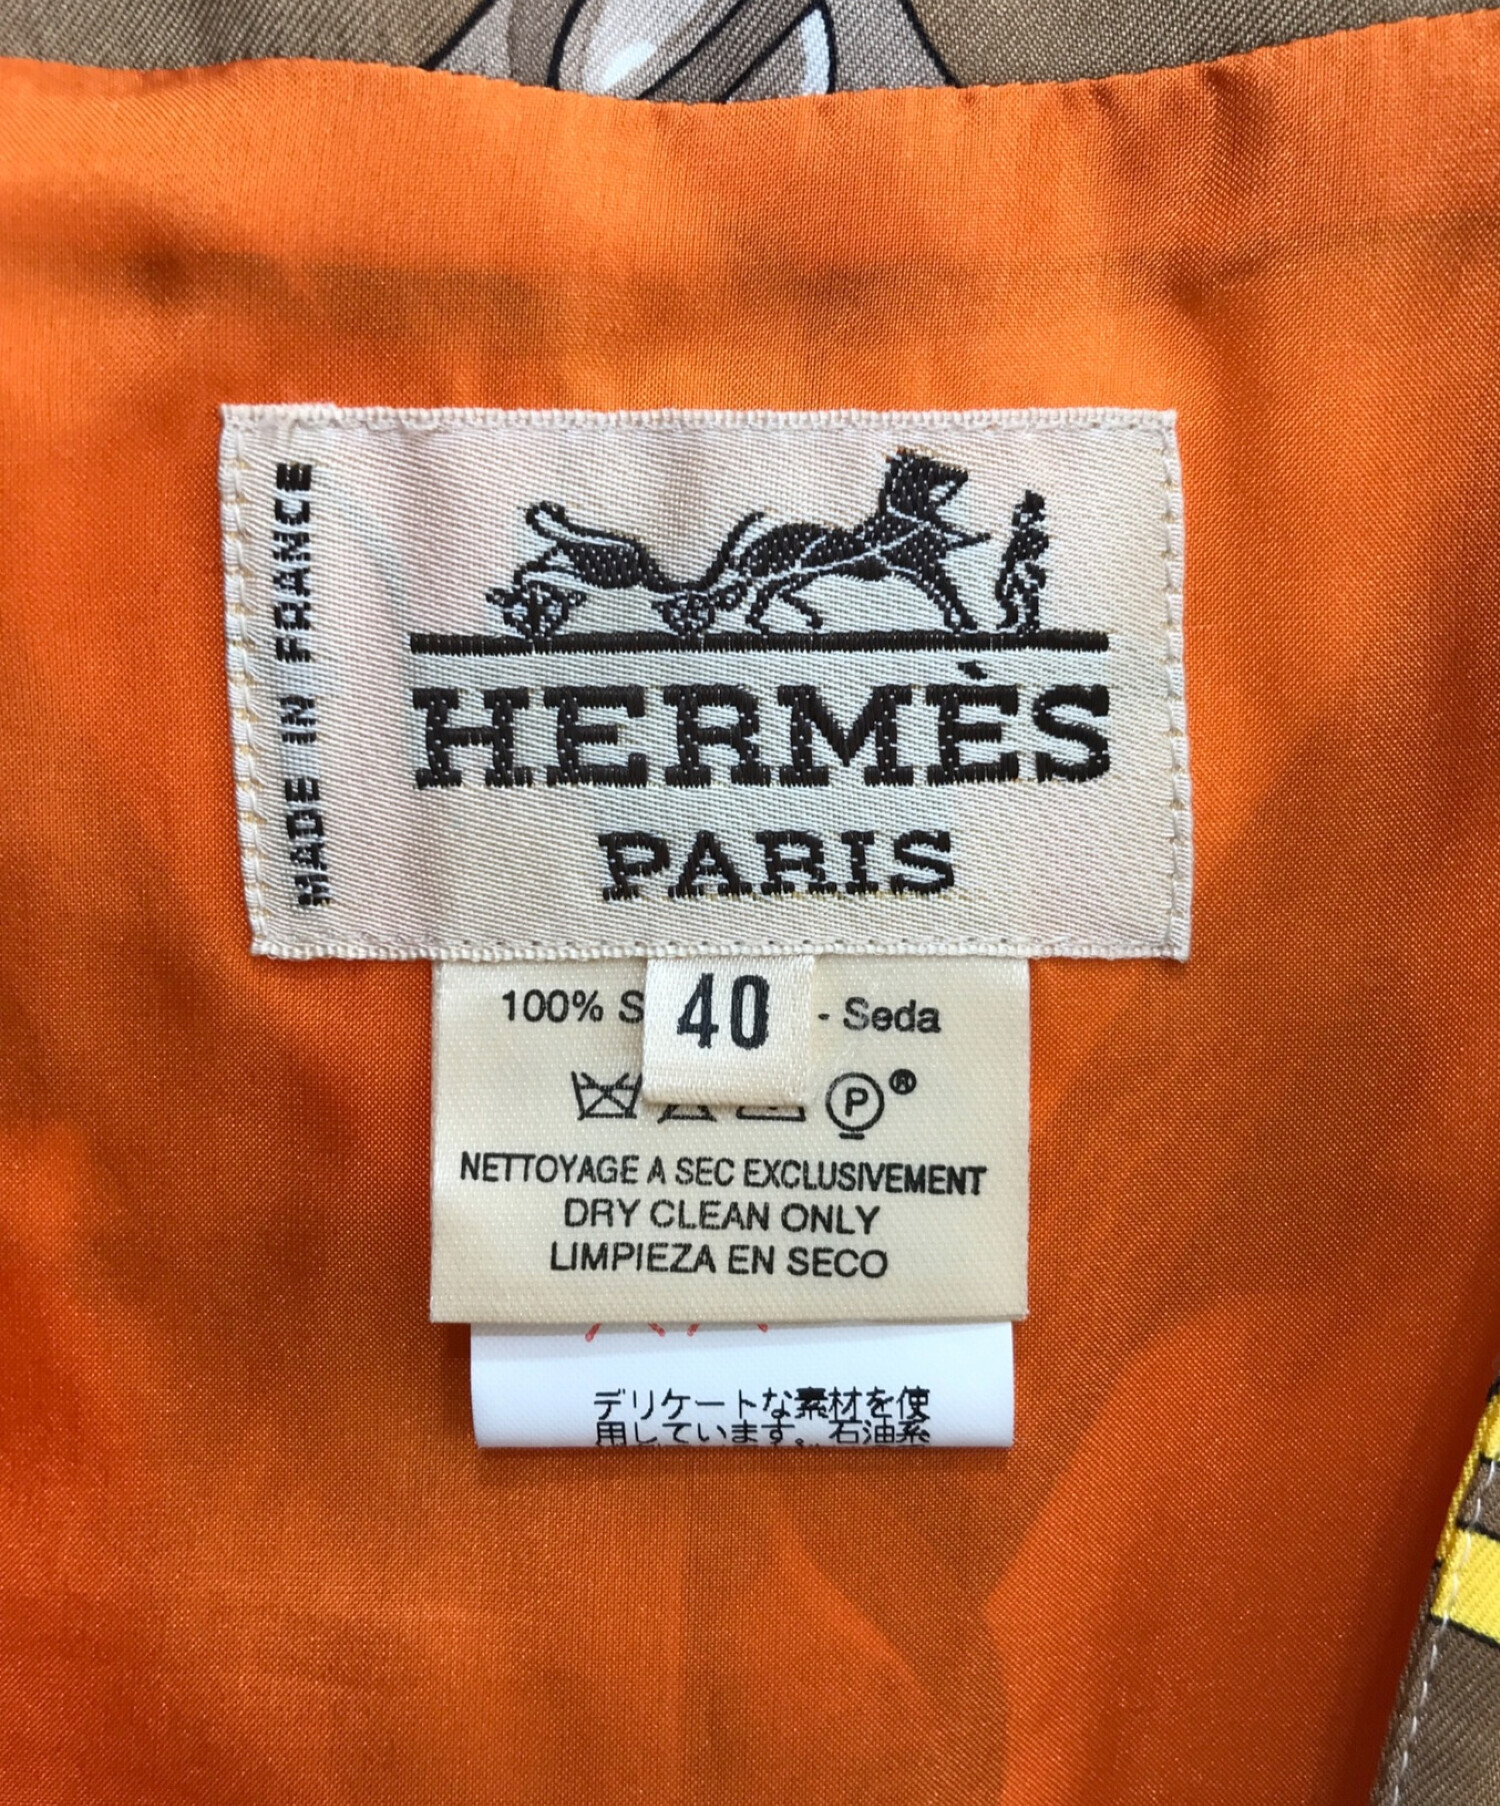 MADE IN FRANCE
HERMÈS
PARIS
40
100% - Seda
P ®
NETTOYAGE A SEC EXCLUSIVEMENT
DRY CLEAN ONLY
LIMPIEZA EN SECO
デリケートな素材を使
用しています。石油系